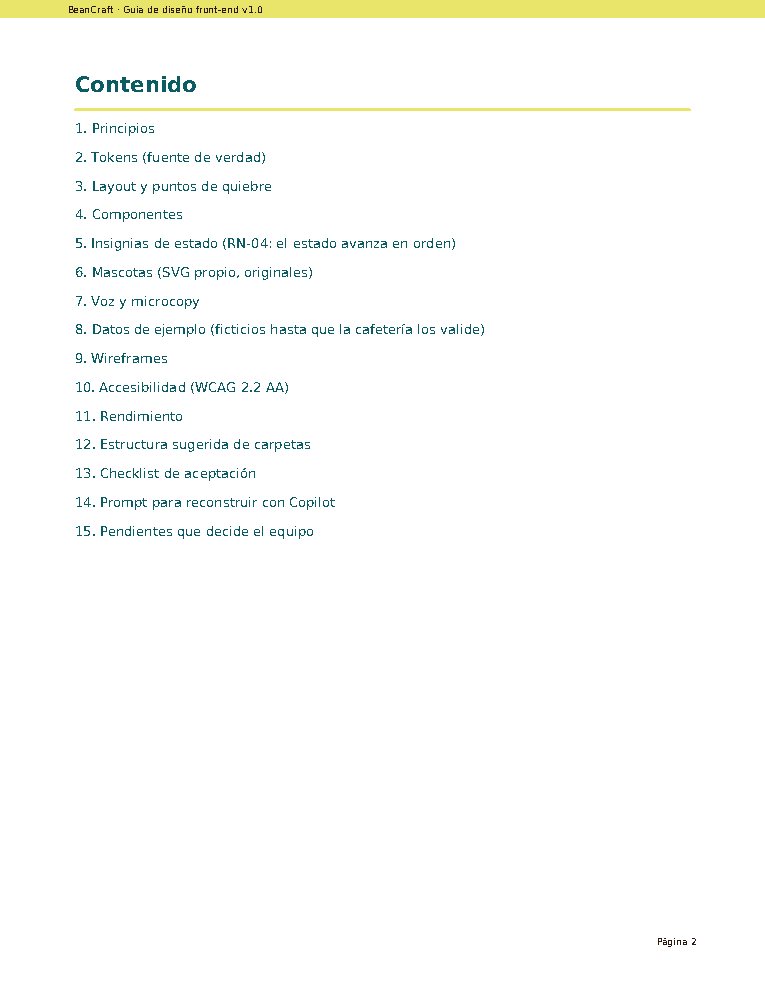 BeanCraft · Guía de diseño front-end v1.0
Contenido
1. Principios
2. Tokens (fuente de verdad)
3. Layout y puntos de quiebre
4. Componentes
5. Insignias de estado (RN-04: el estado avanza en orden)
6. Mascotas (SVG propio, originales)
7. Voz y microcopy
8. Datos de ejemplo (ficticios hasta que la cafetería los valide)
9. Wireframes
10. Accesibilidad (WCAG 2.2 AA)
11. Rendimiento
12. Estructura sugerida de carpetas
13. Checklist de aceptación
14. Prompt para reconstruir con Copilot
15. Pendientes que decide el equipo
Página 2